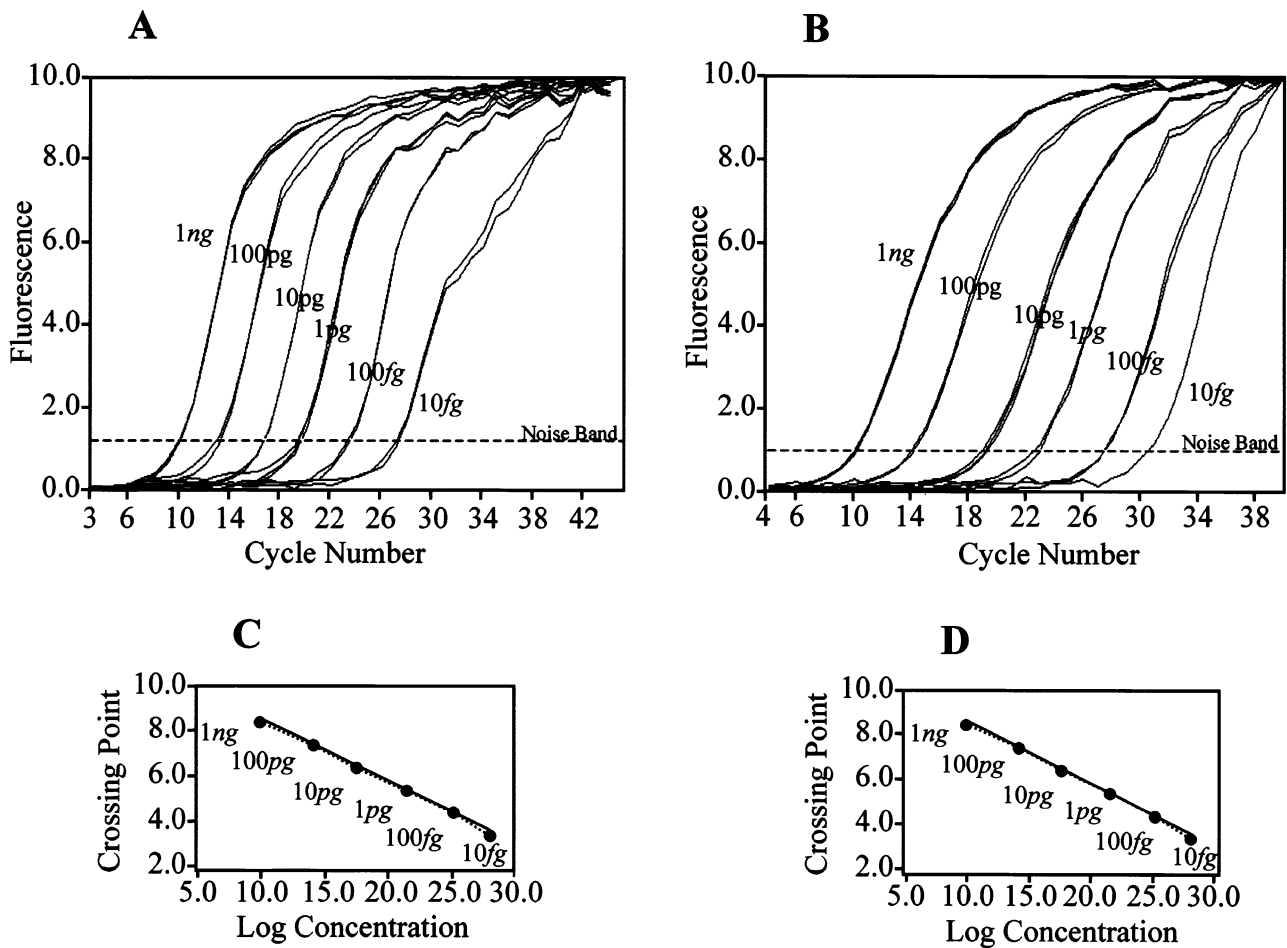 A
10.0
8.0
6.0
4.0
2.0
0.0
Fluorescence
1ng
100pg
10pg
1pg
100fg
10fg
Noise Band
3 6 10 14 18 22 26 30 34 38 42
Cycle Number
B
10.0
8.0
6.0
4.0
2.0
0.0
Fluorescence
1ng
100pg
10pg
1pg
100fg
10fg
Noise Band
4 6 10 14 18 22 26 30 34 38
Cycle Number
C
10.0
8.0
6.0
4.0
2.0
Crossing Point
1ng
100pg
10pg
1pg
100fg
10fg
5.0 10.0 15.0 20.0 25.0 30.0
Log Concentration
D
10.0
8.0
6.0
4.0
2.0
Crossing Point
1ng
100pg
10pg
1pg
100fg
10fg
5.0 10.0 15.0 20.0 25.0 30.0
Log Concentration